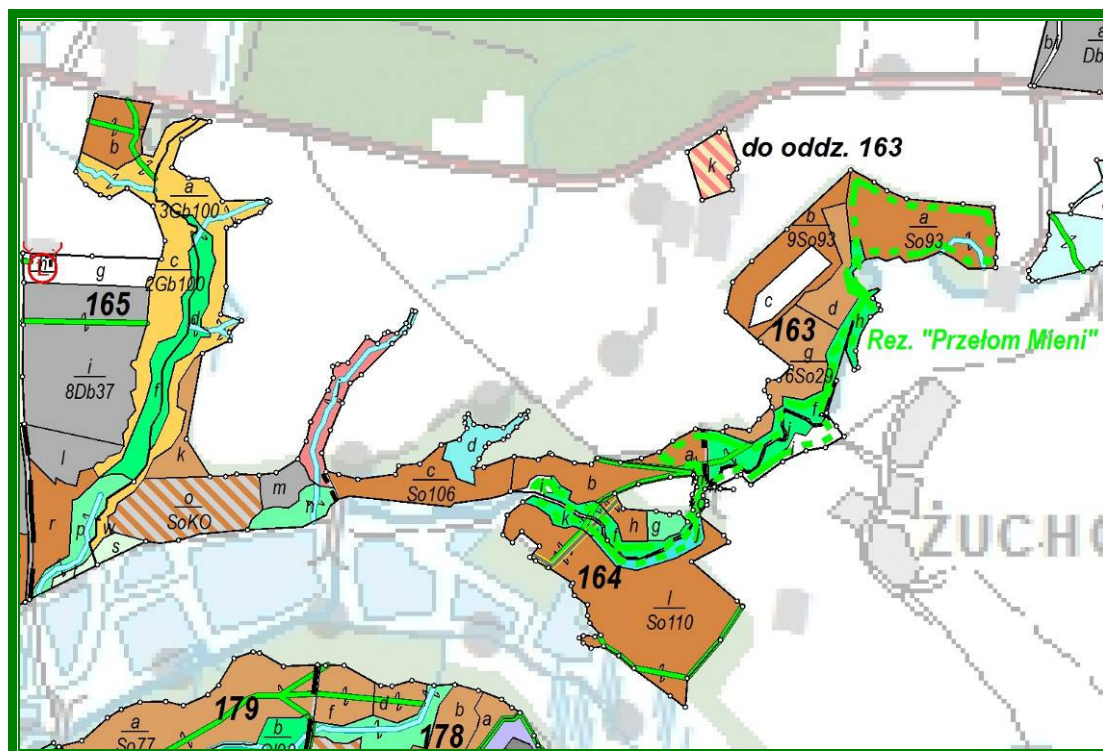 a
Db
b
k
do oddz. 163
a
3Gb100
b
9So93
a
So93
n
g
c
2Gb100
165
c
163
d
d
h
Rez. "Przełom Mieni"
i
8Db37
g
6So29
f
f
i
l
k
d
a
c
So106
b
m
o
SoKO
r
p
w
n
s
k
h
g
164
ŻUCHO
l
So110
179
f
d
b
a
a
So77
b
178